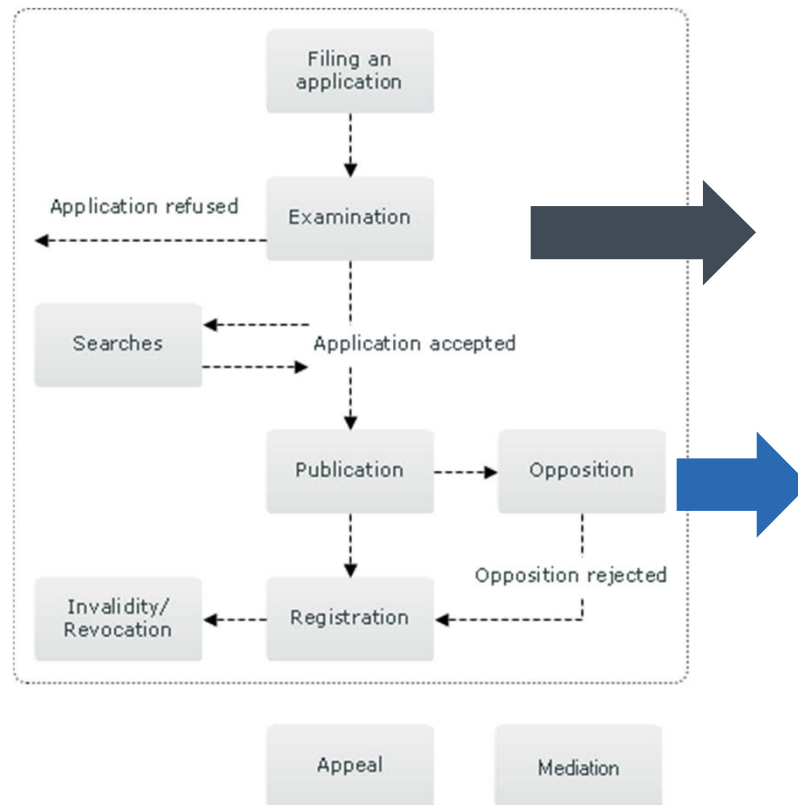 Filing an
application
Application refused
Examination
Searches
Application accepted
Publication
Opposition
Opposition rejected
Invalidity/
Revocation
Registration
Appeal
Mediation